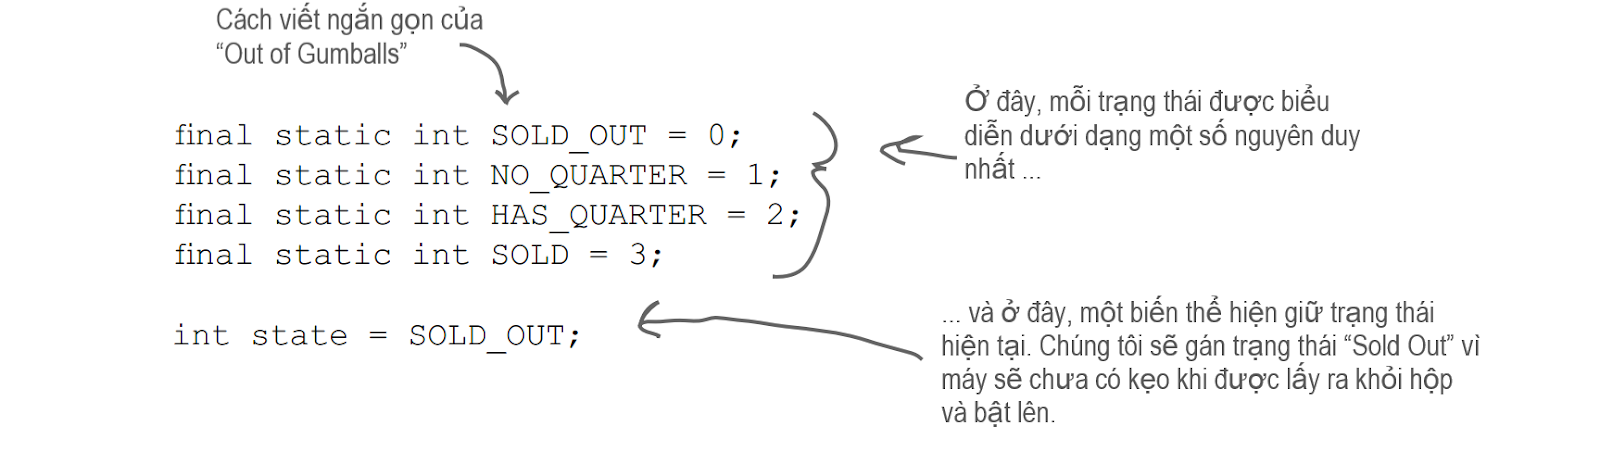 Cách viết ngắn gọn của
“Out of Gumballs”
final static int SOLD_OUT = 0;
final static int NO_QUARTER = 1;
final static int HAS_QUARTER = 2;
final static int SOLD = 3;
Ở đây, mỗi trạng thái được biểu
diễn dưới dạng một số nguyên duy
nhất ...
int state = SOLD_OUT;
... và ở đây, một biến thể hiện giữ trạng thái
hiện tại. Chúng tôi sẽ gán trạng thái “Sold Out” vì
máy sẽ chưa có kẹo khi được lấy ra khỏi hộp
và bật lên.